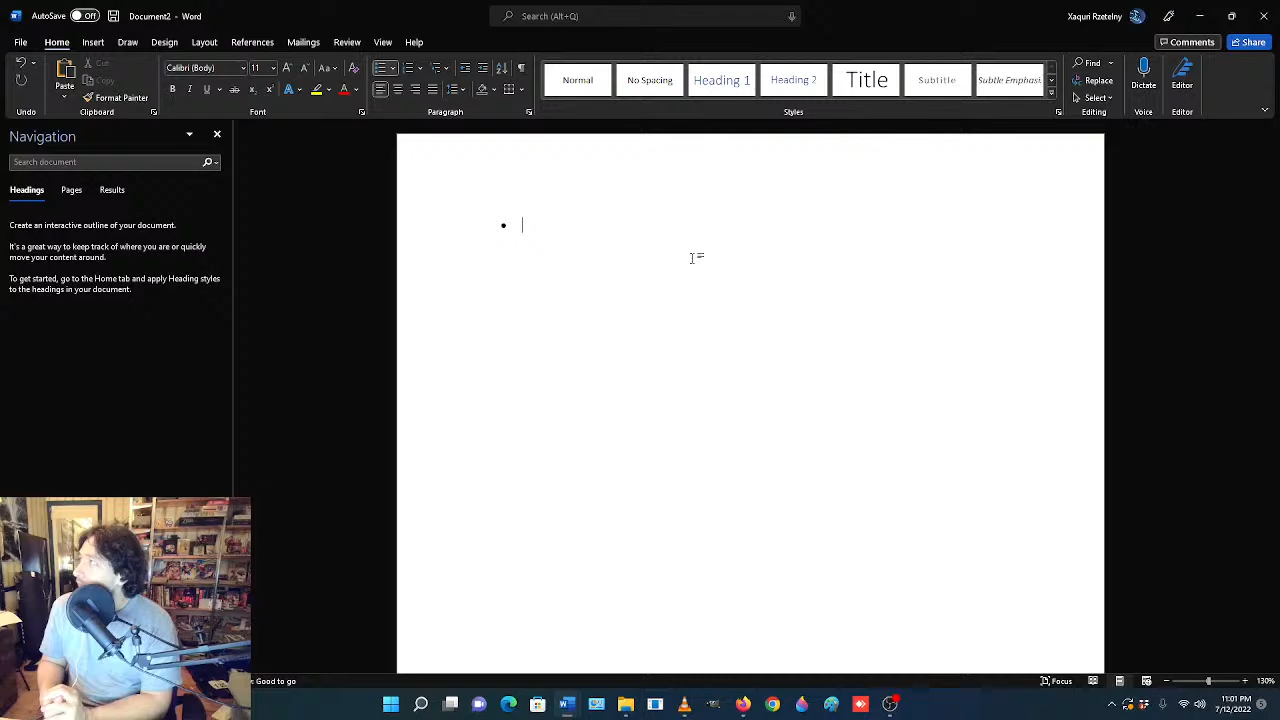 AutoSave Off Document2 - Word Search (Alt+Q) Xaquri Rzetelny
File Home Insert Draw Design Layout References Mailings Review View Help Comments Share
Paste Cut Copy Format Painter
Calibri (Body) 11 Aa A
B I U ab A A
Normal No Spacing Heading 1 Heading 2 Title Subtitle Subtle Emphasis
Find Replace Select Dictate Editor
Undo Clipboard Font Paragraph Styles Editing Voice Editor
Navigation
Search document
Headings Pages Results
Create an interactive outline of your document.
It's a great way to keep track of where you are or quickly
move your content around.
To get started, go to the Home tab and apply Heading styles
to the headings in your document.
: Good to go Focus 130%
11:01 PM
7/12/2022